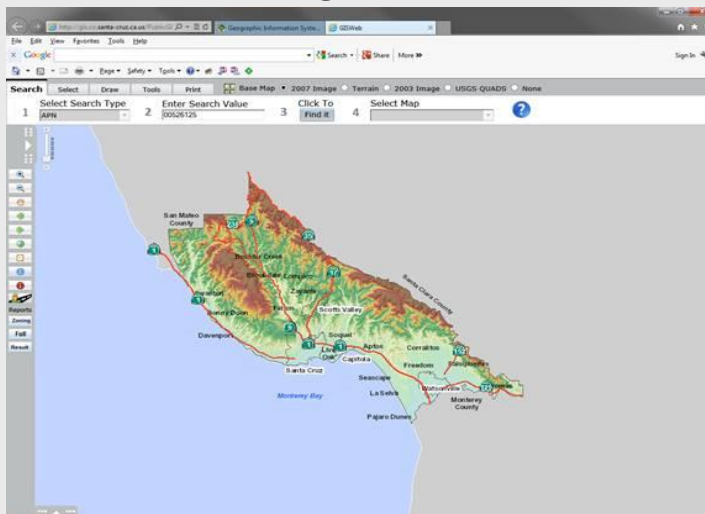 Geographic Information Syste...
GISWeb
File Edit View Favorites Tools Help
Google
Search
Share
More
Sign In
Page
Safety
Tools
Search
Select
Draw
Tools
Print
Base Map
2007 Image
Terrain
2003 Image
USGS QUADS
None
1
Select Search Type
APN
2
Enter Search Value
00526125
3
Click To
Find it
4
Select Map
?
San Mateo
County
Boulder Creek
Lompico
Zayante
Santa Clara County
Swanton
Bonny Doon
Felton
Scotts Valley
Davenport
Soquel
Live
Oak
Aptos
Corralitos
Capitola
Santa Cruz
Freedom
Seascape
Watsonville
La Selva
Monterey
County
Monterey Bay
Pajaro Dunes
Reports
Zoning
Full
Result